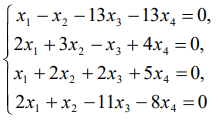 x₁ − x₂ − 13x₃ − 13x₄ = 0,
2x₁ + 3x₂ − x₃ + 4x₄ = 0,
x₁ + 2x₂ + 2x₃ + 5x₄ = 0,
2x₁ + x₂ − 11x₃ − 8x₄ = 0